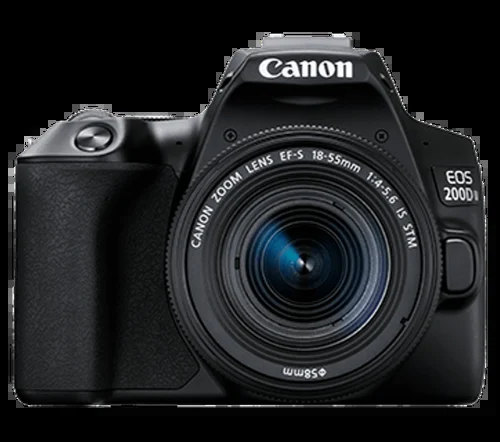 Canon
CANON ZOOM LENS EF-S 18-55mm 1:4-5.6 IS STM
EOS
200D II
⌀58mm